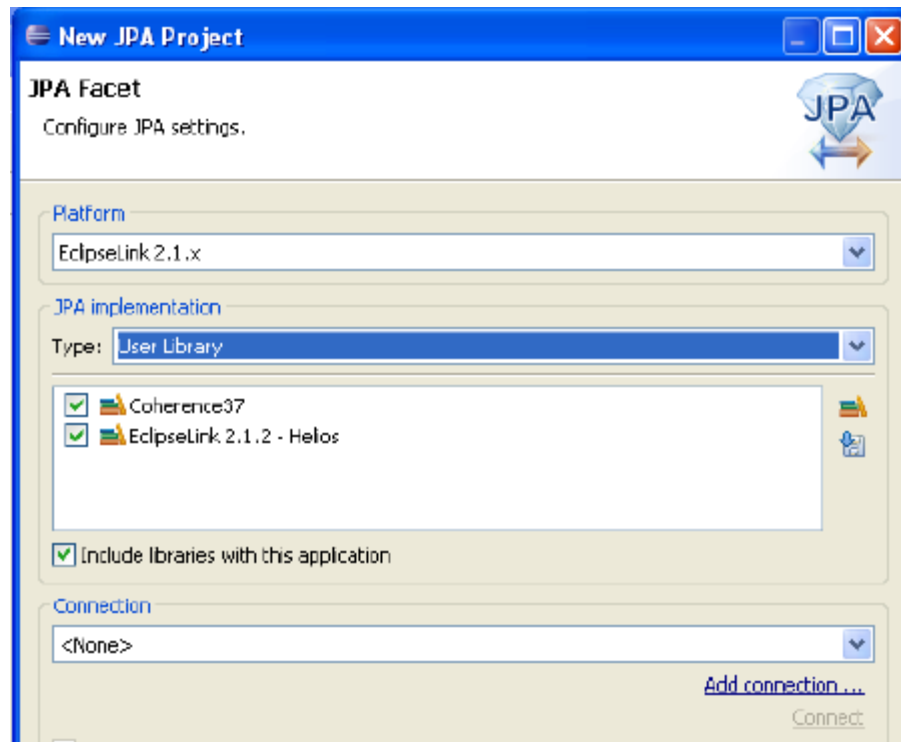 New JPA Project
JPA Facet
Configure JPA settings.
JPA
Platform
EclipseLink 2.1.x
JPA implementation
Type: User Library
Coherence37
EclipseLink 2.1.2 - Helios
Include libraries with this application
Connection
<None>
Add connection ...
Connect